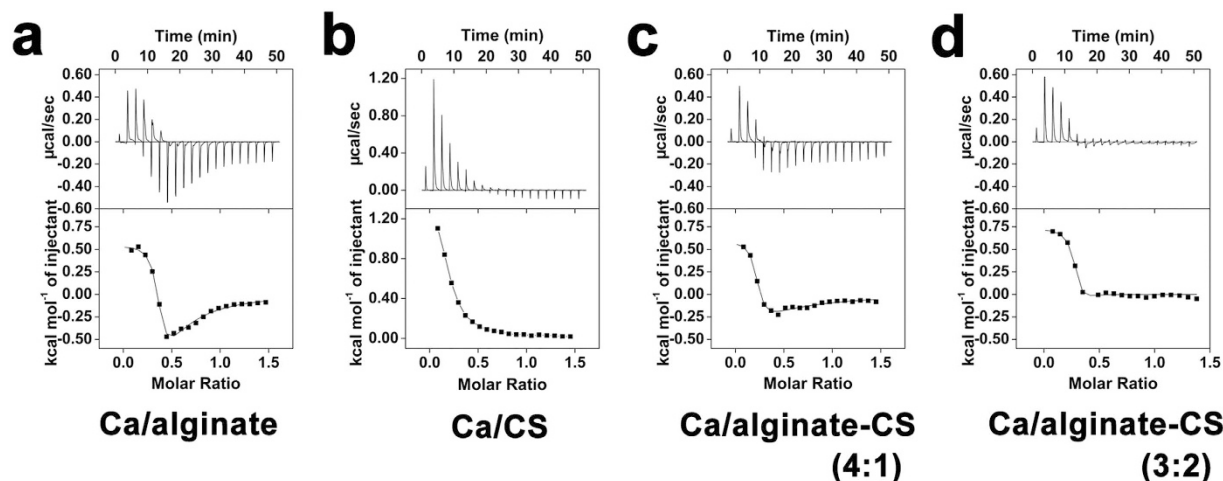 a
Time (min)
0 10 20 30 40 50
0.60
0.40
0.20
0.00
-0.20
-0.40
-0.60
µcal/sec
0.75
0.50
0.25
0.00
-0.25
-0.50
kcal mol⁻¹ of injectant
0.0 0.5 1.0 1.5
Molar Ratio
Ca/alginate
b
Time (min)
0 10 20 30 40 50
1.20
0.80
0.40
0.00
µcal/sec
1.20
0.80
0.40
0.00
kcal mol⁻¹ of injectant
0.0 0.5 1.0 1.5
Molar Ratio
Ca/CS
c
Time (min)
0 10 20 30 40 50
0.60
0.40
0.20
0.00
-0.20
-0.40
-0.60
µcal/sec
0.75
0.50
0.25
0.00
-0.25
-0.50
kcal mol⁻¹ of injectant
0.0 0.5 1.0 1.5
Molar Ratio
Ca/alginate-CS
(4:1)
d
Time (min)
0 10 20 30 40 50
0.60
0.40
0.20
0.00
-0.20
-0.40
-0.60
µcal/sec
0.75
0.50
0.25
0.00
-0.25
-0.50
kcal mol⁻¹ of injectant
0.0 0.5 1.0 1.5
Molar Ratio
Ca/alginate-CS
(3:2)